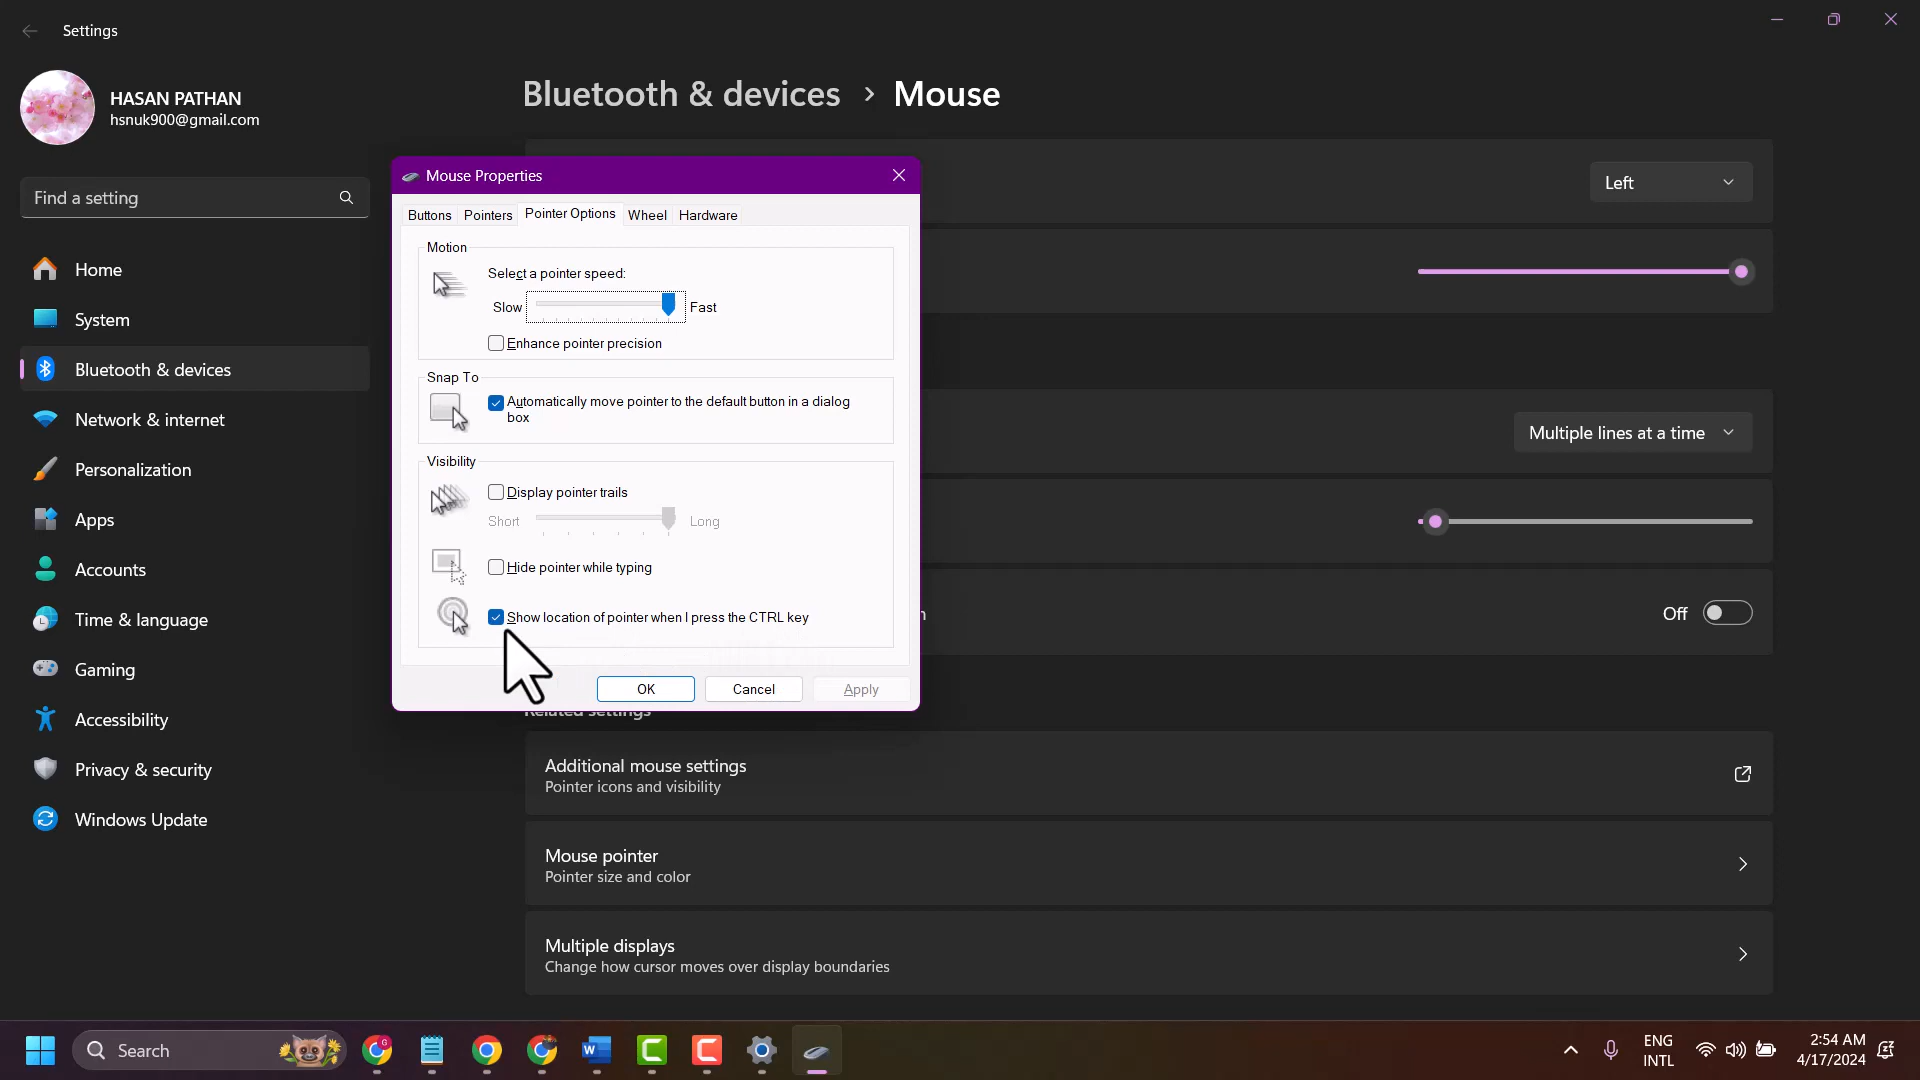 Settings
HASAN PATHAN
hsnuk900@gmail.com
Find a setting
Home
System
Bluetooth & devices
Network & internet
Personalization
Apps
Accounts
Time & language
Gaming
Accessibility
Privacy & security
Windows Update
Bluetooth & devices > Mouse
Left
Mouse Properties
Buttons Pointers Pointer Options Wheel Hardware
Motion
Select a pointer speed:
Slow Fast
Enhance pointer precision
Snap To
Automatically move pointer to the default button in a dialog
box
Visibility
Display pointer trails
Short Long
Hide pointer while typing
Show location of pointer when I press the CTRL key
OK Cancel Apply
Multiple lines at a time
Off
Related settings
Additional mouse settings
Pointer icons and visibility
Mouse pointer
Pointer size and color
Multiple displays
Change how cursor moves over display boundaries
Search
G
ENG
INTL
2:54 AM
4/17/2024